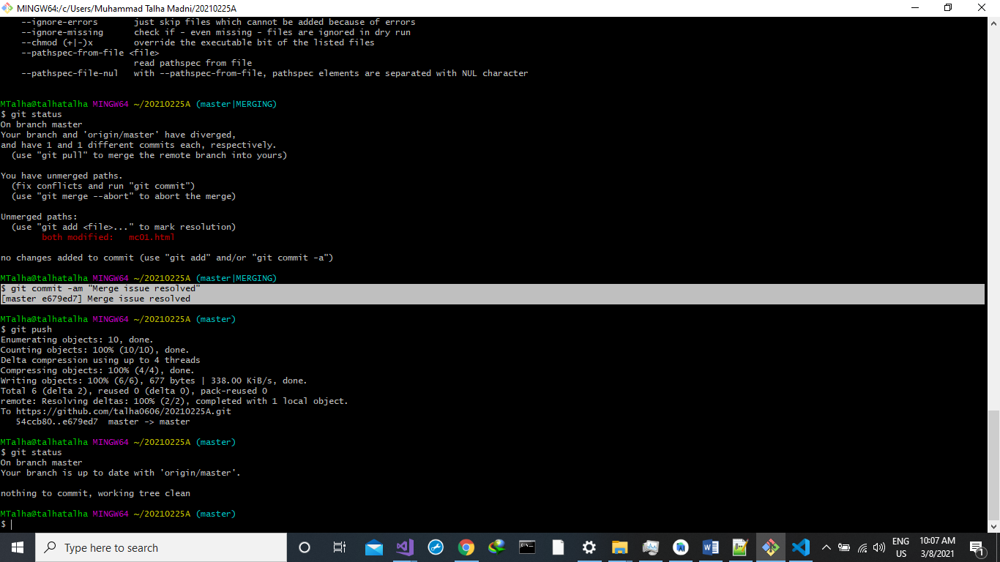 MINGW64:/c/Users/Muhammad Talha Madni/20210225A
--ignore-errors just skip files which cannot be added because of errors
--ignore-missing check if - even missing - files are ignored in dry run
--chmod (+|-)x override the executable bit of the listed files
--pathspec-from-file <file>
read pathspec from file
--pathspec-file-nul with --pathspec-from-file, pathspec elements are separated with NUL character
MTalha@talhatalha MINGW64 ~/20210225A (master|MERGING)
$ git status
On branch master
Your branch and 'origin/master' have diverged,
and have 1 and 1 different commits each, respectively.
(use "git pull" to merge the remote branch into yours)
You have unmerged paths.
(fix conflicts and run "git commit")
(use "git merge --abort" to abort the merge)
Unmerged paths:
(use "git add <file>..." to mark resolution)
both modified: mc01.html
no changes added to commit (use "git add" and/or "git commit -a")
MTalha@talhatalha MINGW64 ~/20210225A (master|MERGING)
$ git commit -am "Merge issue resolved"
[master e679ed7] Merge issue resolved
MTalha@talhatalha MINGW64 ~/20210225A (master)
$ git push
Enumerating objects: 10, done.
Counting objects: 100% (10/10), done.
Delta compression using up to 4 threads
Compressing objects: 100% (4/4), done.
Writing objects: 100% (6/6), 677 bytes | 338.00 KiB/s, done.
Total 6 (delta 2), reused 0 (delta 0), pack-reused 0
remote: Resolving deltas: 100% (2/2), completed with 1 local object.
To https://github.com/talha0606/20210225A.git
54ccb80..e679ed7 master -> master
MTalha@talhatalha MINGW64 ~/20210225A (master)
$ git status
On branch master
Your branch is up to date with 'origin/master'.
nothing to commit, working tree clean
MTalha@talhatalha MINGW64 ~/20210225A (master)
$
Type here to search
ENG
US
10:07 AM
3/8/2021
1